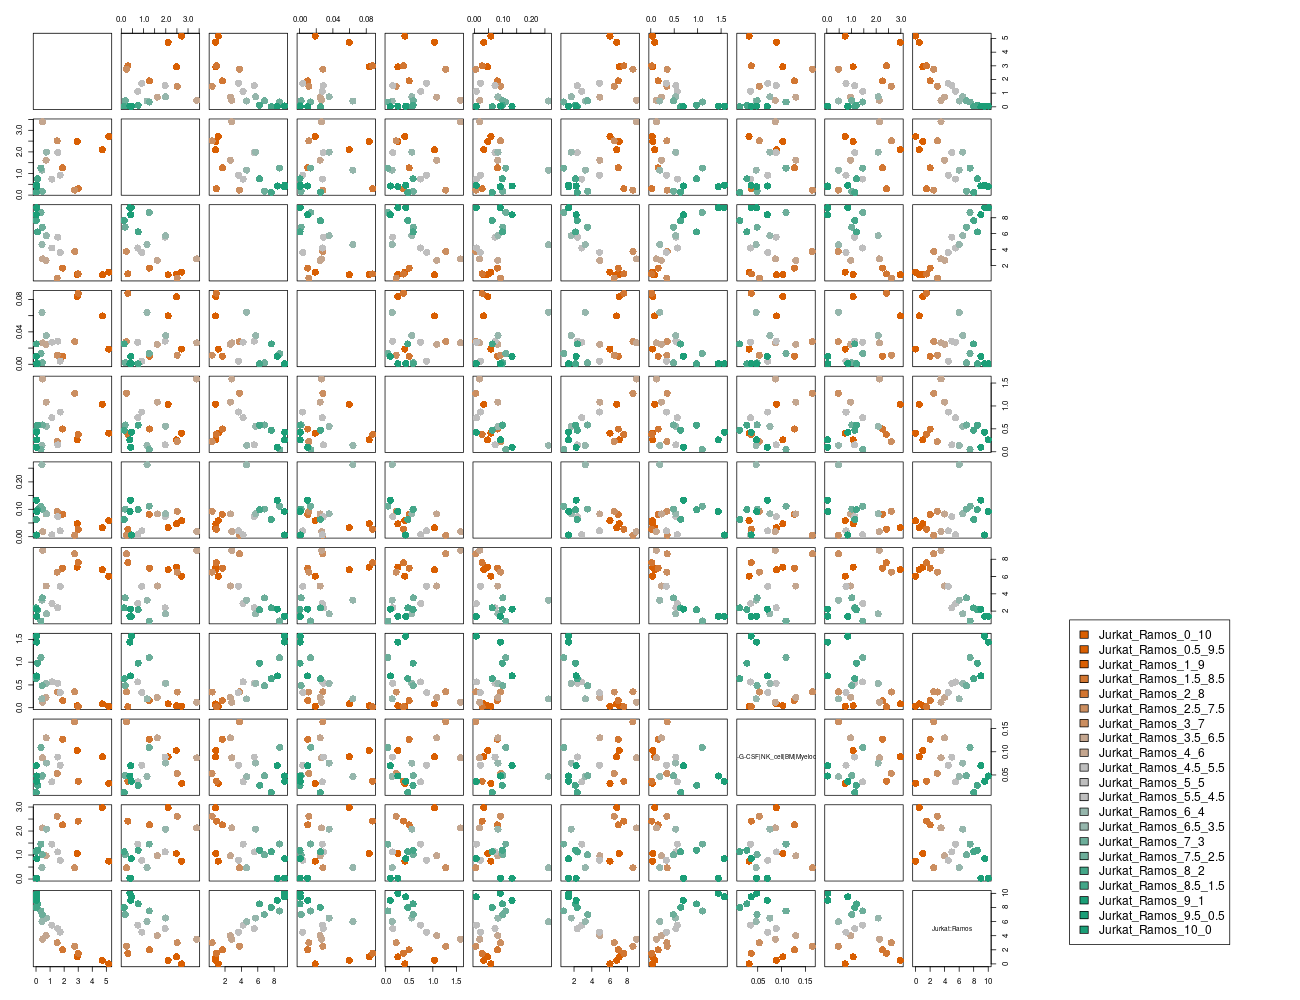 0.0 1.0 2.0 3.0 0.00 0.04 0.08 0.00 0.10 0.20 0.0 0.5 1.0 1.5 0.0 1.0 2.0 3.0
0 1 2 3 4 5
0.0 1.0 2.0 3.0
2 4 6 8
0.00 0.04 0.08
0.0 0.5 1.0 1.5
0.00 0.10 0.20
2 4 6 8
0.0 0.5 1.0 1.5
-G-CSF|NK_cell|BM|Myeloc
0.05 0.10 0.15
0.0 1.0 2.0 3.0
Jurkat::Ramos
0 2 4 6 8 10
0 1 2 3 4 5 2 4 6 8 0.0 0.5 1.0 1.5 2 4 6 8 0.05 0.15 0 2 4 6 8 10
Jurkat_Ramos_0_10
Jurkat_Ramos_0.5_9.5
Jurkat_Ramos_1_9
Jurkat_Ramos_1.5_8.5
Jurkat_Ramos_2_8
Jurkat_Ramos_2.5_7.5
Jurkat_Ramos_3_7
Jurkat_Ramos_3.5_6.5
Jurkat_Ramos_4_6
Jurkat_Ramos_4.5_5.5
Jurkat_Ramos_5_5
Jurkat_Ramos_5.5_4.5
Jurkat_Ramos_6_4
Jurkat_Ramos_6.5_3.5
Jurkat_Ramos_7_3
Jurkat_Ramos_7.5_2.5
Jurkat_Ramos_8_2
Jurkat_Ramos_8.5_1.5
Jurkat_Ramos_9_1
Jurkat_Ramos_9.5_0.5
Jurkat_Ramos_10_0